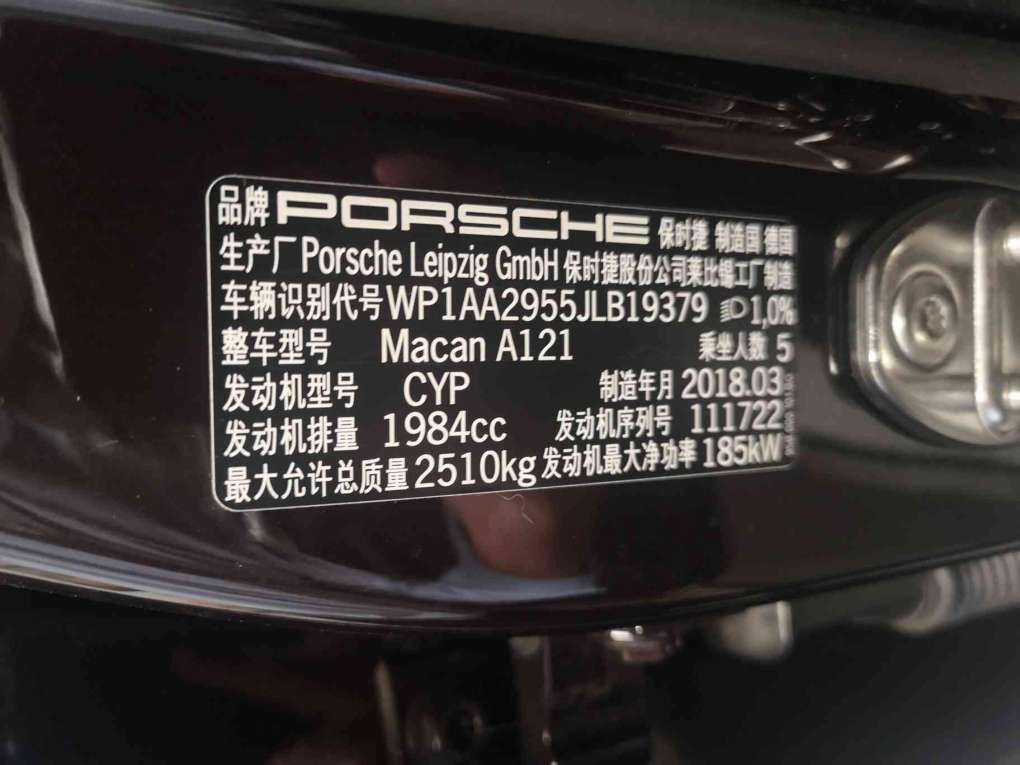 品牌 PORSCHE 保时捷 制造国 德国
生产厂 Porsche Leipzig GmbH 保时捷股份公司莱比锡工厂制造
车辆识别代号 WP1AA2955JLB19379 1,0%
整车型号 Macan A121 乘坐人数 5
发动机型号 CYP 制造年月 2018.03
发动机排量 1984cc 发动机序列号 111722
最大允许总质量 2510kg 发动机最大净功率 185kW